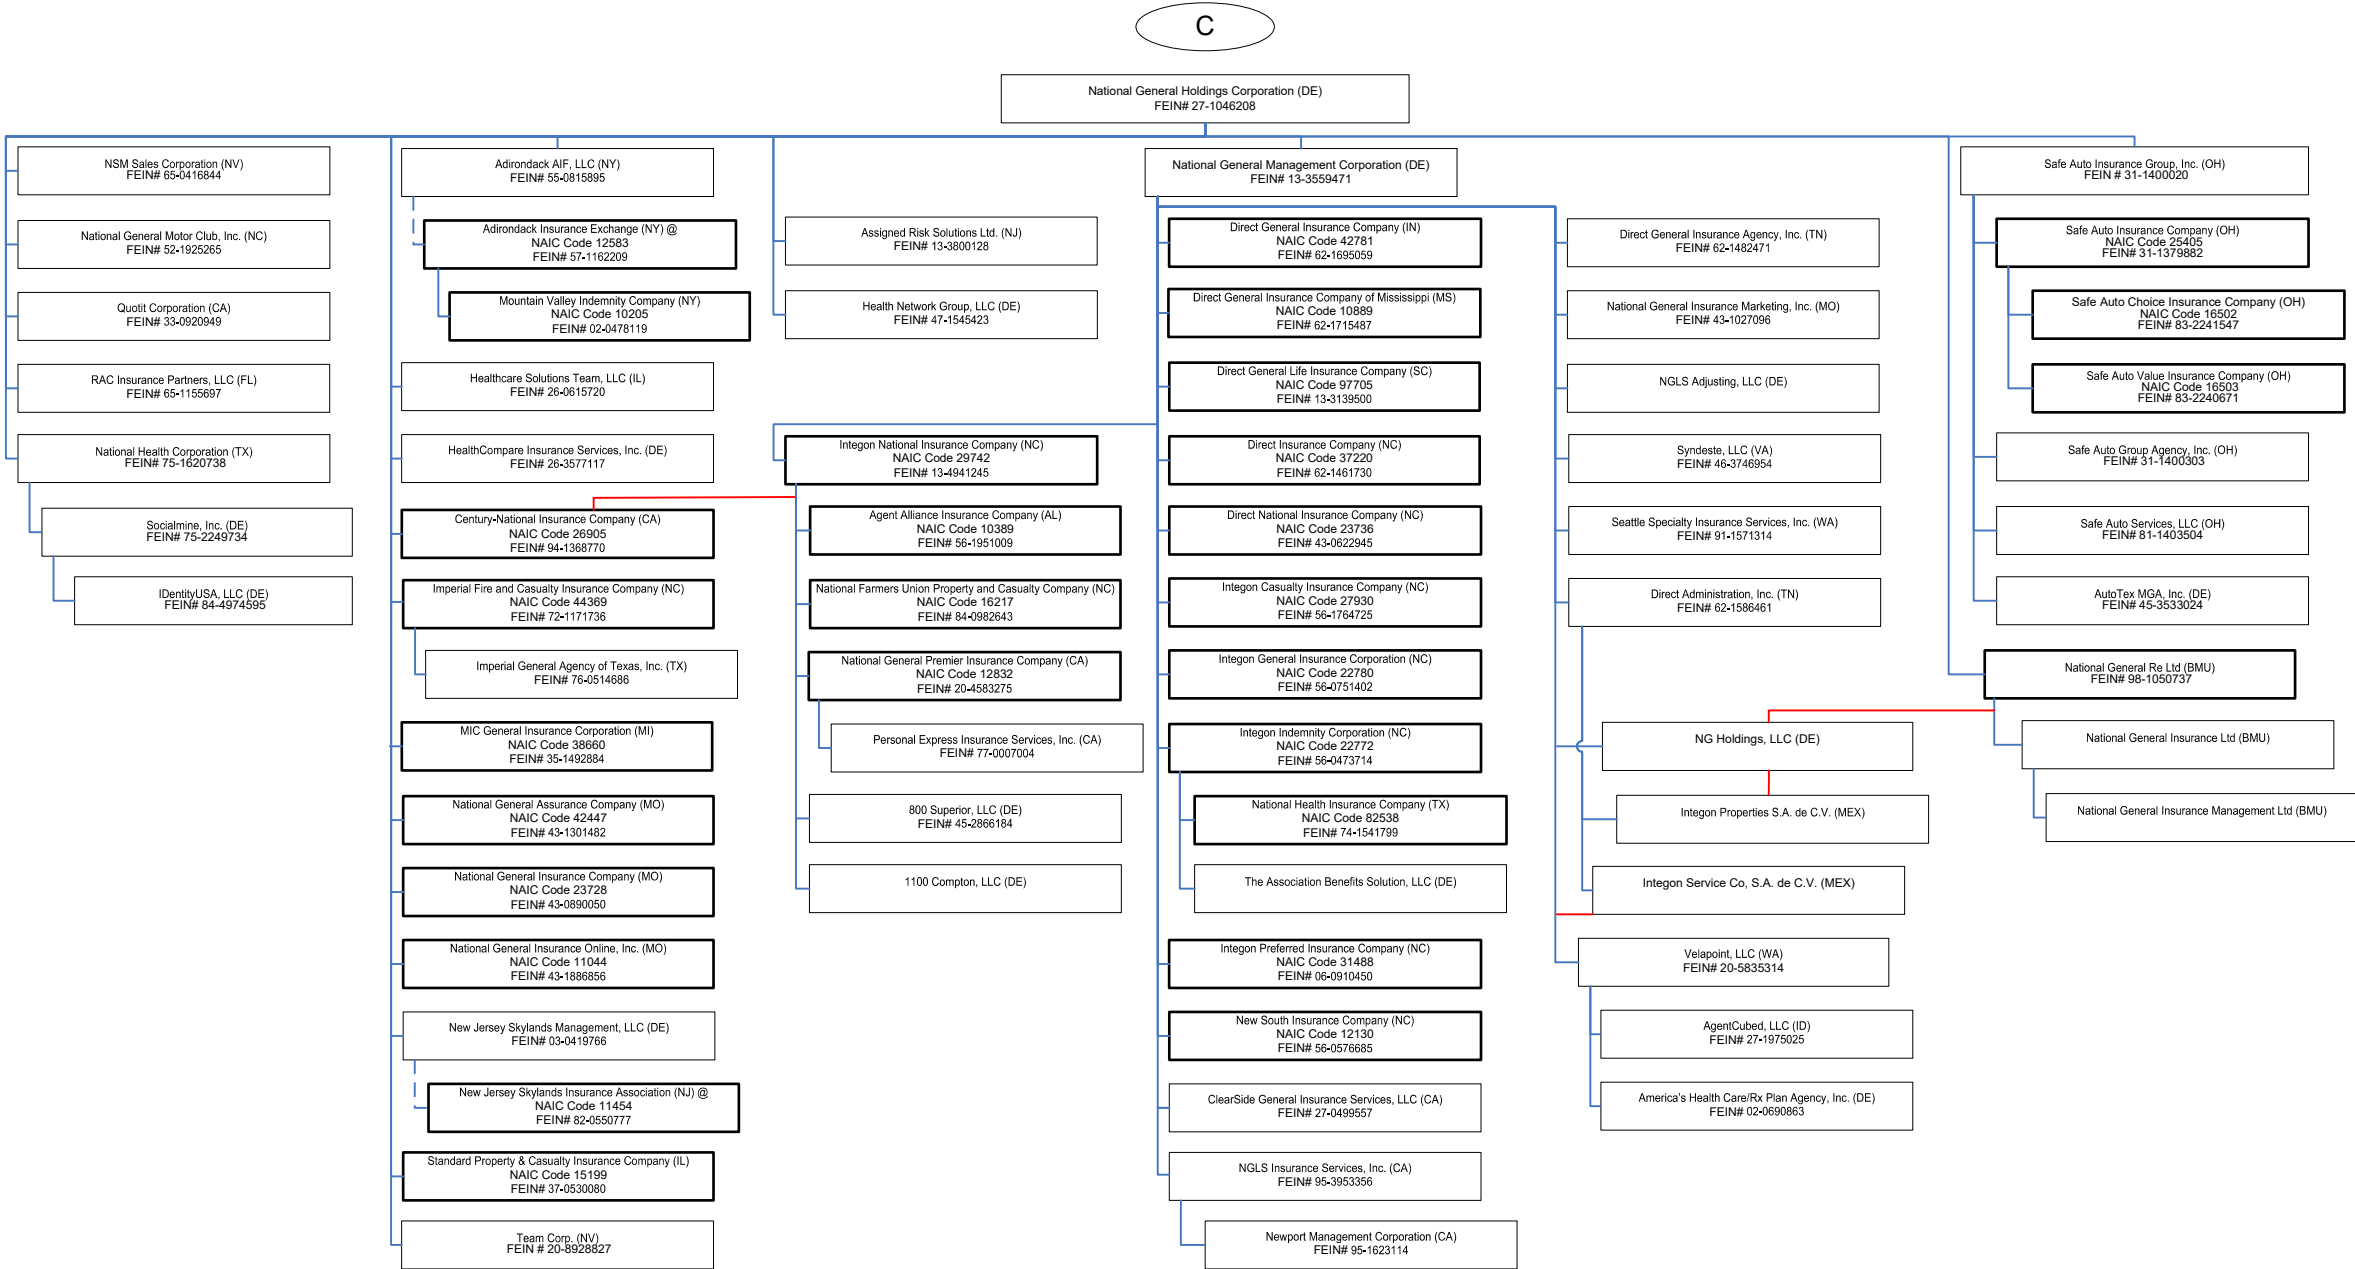 C
National General Holdings Corporation (DE)
FEIN# 27-1046208
NSM Sales Corporation (NV)
FEIN# 65-0416844
National General Motor Club, Inc. (NC)
FEIN# 52-1925265
Quotit Corporation (CA)
FEIN# 33-0920949
RAC Insurance Partners, LLC (FL)
FEIN# 65-1155697
National Health Corporation (TX)
FEIN# 75-1620738
Socialmine, Inc. (DE)
FEIN# 75-2249734
IDentityUSA, LLC (DE)
FEIN# 84-4974595
Adirondack AIF, LLC (NY)
FEIN# 55-0815895
Adirondack Insurance Exchange (NY) @
NAIC Code 12583
FEIN# 57-1162209
Mountain Valley Indemnity Company (NY)
NAIC Code 10205
FEIN# 02-0478119
Healthcare Solutions Team, LLC (IL)
FEIN# 26-0615720
HealthCompare Insurance Services, Inc. (DE)
FEIN# 26-3577117
Century-National Insurance Company (CA)
NAIC Code 26905
FEIN# 94-1368770
Imperial Fire and Casualty Insurance Company (NC)
NAIC Code 44369
FEIN# 72-1171736
Imperial General Agency of Texas, Inc. (TX)
FEIN# 76-0514686
MIC General Insurance Corporation (MI)
NAIC Code 38660
FEIN# 35-1492884
National General Assurance Company (MO)
NAIC Code 42447
FEIN# 43-1301482
National General Insurance Company (MO)
NAIC Code 23728
FEIN# 43-0890050
National General Insurance Online, Inc. (MO)
NAIC Code 11044
FEIN# 43-1886856
New Jersey Skylands Management, LLC (DE)
FEIN# 03-0419766
New Jersey Skylands Insurance Association (NJ) @
NAIC Code 11454
FEIN# 82-0550777
Standard Property & Casualty Insurance Company (IL)
NAIC Code 15199
FEIN# 37-0530080
Team Corp. (NV)
FEIN # 20-8928827
Assigned Risk Solutions Ltd. (NJ)
FEIN# 13-3800128
Health Network Group, LLC (DE)
FEIN# 47-1545423
Integon National Insurance Company (NC)
NAIC Code 29742
FEIN# 13-4941245
Agent Alliance Insurance Company (AL)
NAIC Code 10389
FEIN# 56-1951009
National Farmers Union Property and Casualty Company (NC)
NAIC Code 16217
FEIN# 84-0982643
National General Premier Insurance Company (CA)
NAIC Code 12832
FEIN# 20-4583275
Personal Express Insurance Services, Inc. (CA)
FEIN# 77-0007004
800 Superior, LLC (DE)
FEIN# 45-2866184
1100 Compton, LLC (DE)
National General Management Corporation (DE)
FEIN# 13-3559471
Direct General Insurance Company (IN)
NAIC Code 42781
FEIN# 62-1695059
Direct General Insurance Company of Mississippi (MS)
NAIC Code 10889
FEIN# 62-1715487
Direct General Life Insurance Company (SC)
NAIC Code 97705
FEIN# 13-3139500
Direct Insurance Company (NC)
NAIC Code 37220
FEIN# 62-1461730
Direct National Insurance Company (NC)
NAIC Code 23736
FEIN# 43-0622945
Integon Casualty Insurance Company (NC)
NAIC Code 27930
FEIN# 56-1764725
Integon General Insurance Corporation (NC)
NAIC Code 22780
FEIN# 56-0751402
Integon Indemnity Corporation (NC)
NAIC Code 22772
FEIN# 56-0473714
National Health Insurance Company (TX)
NAIC Code 82538
FEIN# 74-1541799
The Association Benefits Solution, LLC (DE)
Integon Preferred Insurance Company (NC)
NAIC Code 31488
FEIN# 06-0910450
New South Insurance Company (NC)
NAIC Code 12130
FEIN# 56-0576685
ClearSide General Insurance Services, LLC (CA)
FEIN# 27-0499557
NGLS Insurance Services, Inc. (CA)
FEIN# 95-3953356
Newport Management Corporation (CA)
FEIN# 95-1623114
Direct General Insurance Agency, Inc. (TN)
FEIN# 62-1482471
National General Insurance Marketing, Inc. (MO)
FEIN# 43-1027096
NGLS Adjusting, LLC (DE)
Syndeste, LLC (VA)
FEIN# 46-3746954
Seattle Specialty Insurance Services, Inc. (WA)
FEIN# 91-1571314
Direct Administration, Inc. (TN)
FEIN# 62-1586461
NG Holdings, LLC (DE)
Integon Properties S.A. de C.V. (MEX)
Integon Service Co, S.A. de C.V. (MEX)
Velapoint, LLC (WA)
FEIN# 20-5835314
AgentCubed, LLC (ID)
FEIN# 27-1975025
America's Health Care/Rx Plan Agency, Inc. (DE)
FEIN# 02-0690863
Safe Auto Insurance Group, Inc. (OH)
FEIN # 31-1400020
Safe Auto Insurance Company (OH)
NAIC Code 25405
FEIN# 31-1379882
Safe Auto Choice Insurance Company (OH)
NAIC Code 16502
FEIN# 83-2241547
Safe Auto Value Insurance Company (OH)
NAIC Code 16503
FEIN# 83-2240671
Safe Auto Group Agency, Inc. (OH)
FEIN# 31-1400303
Safe Auto Services, LLC (OH)
FEIN# 81-1403504
AutoTex MGA, Inc. (DE)
FEIN# 45-3533024
National General Re Ltd (BMU)
FEIN# 98-1050737
National General Insurance Ltd (BMU)
National General Insurance Management Ltd (BMU)